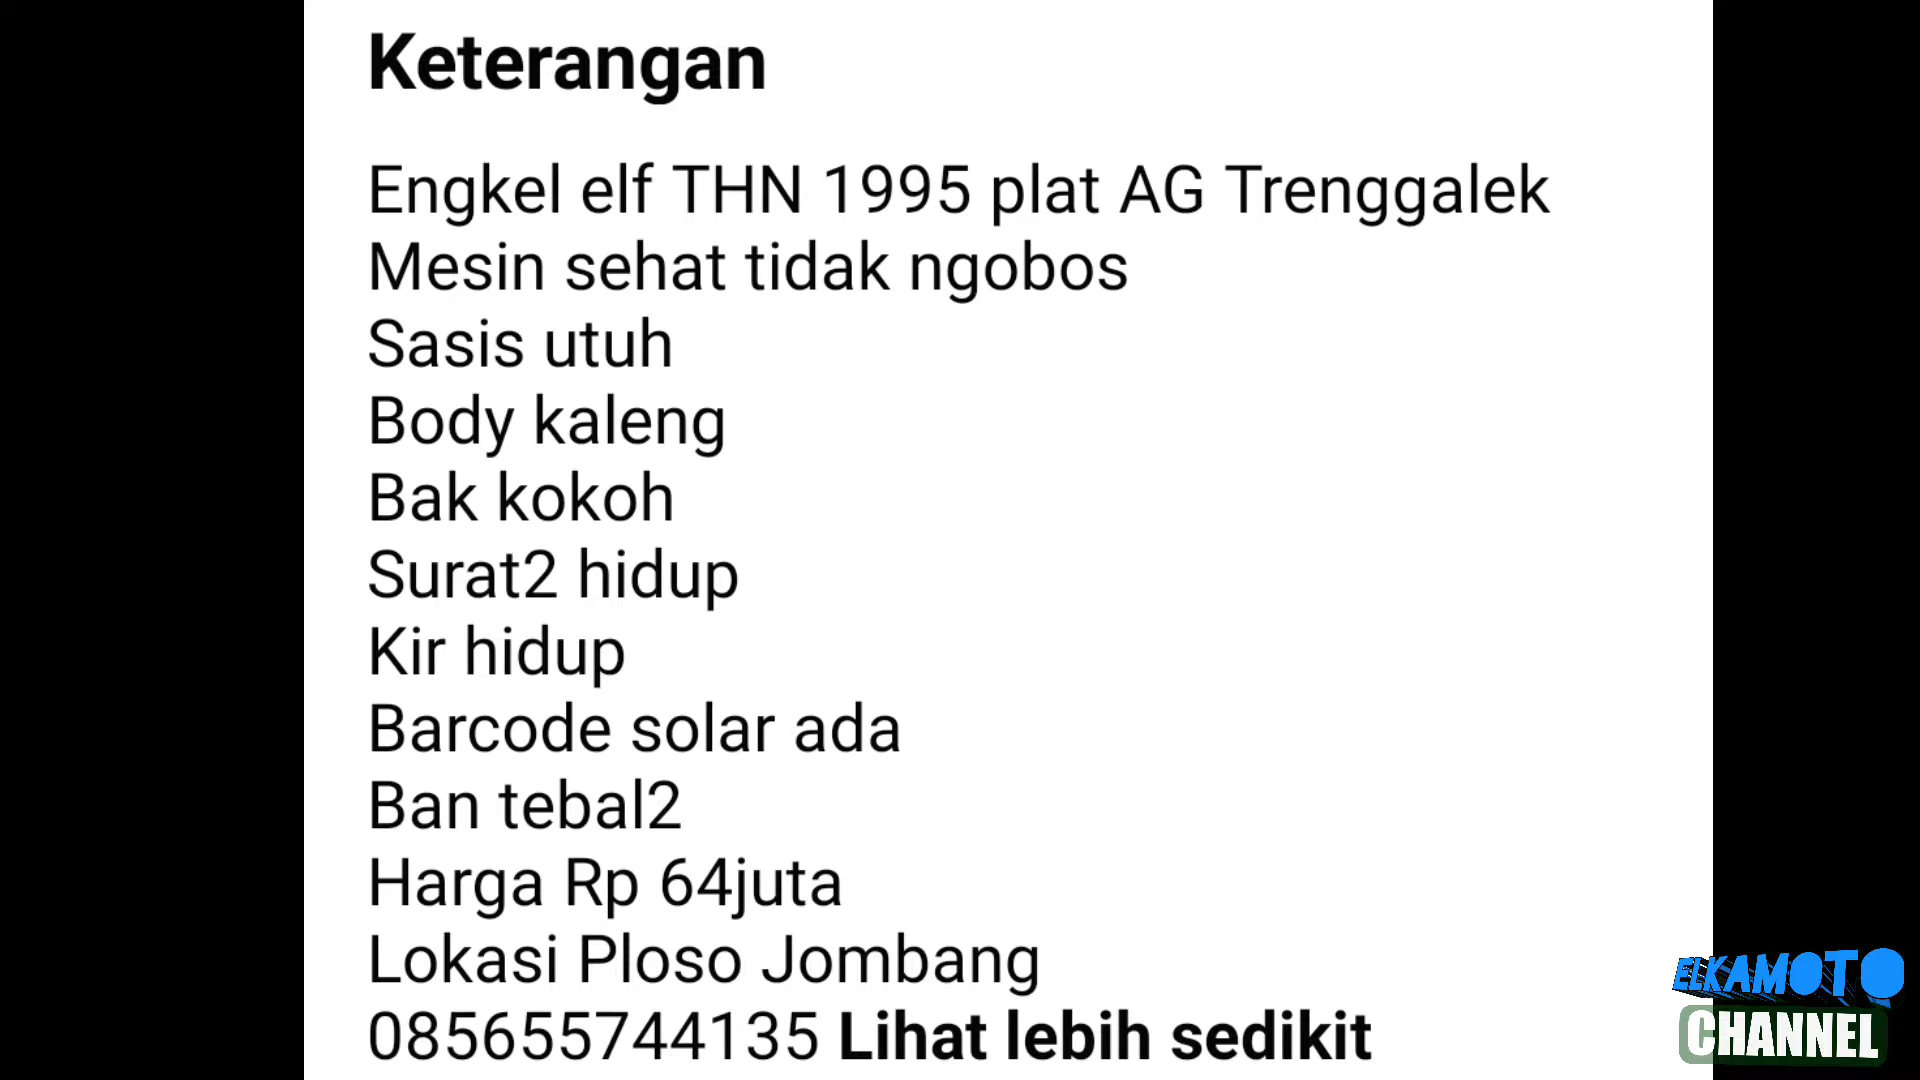 Keterangan
Engkel elf THN 1995 plat AG Trenggalek
Mesin sehat tidak ngobos
Sasis utuh
Body kaleng
Bak kokoh
Surat2 hidup
Kir hidup
Barcode solar ada
Ban tebal2
Harga Rp 64juta
Lokasi Ploso Jombang
085655744135 Lihat lebih sedikit
ELKAMOTO
CHANNEL